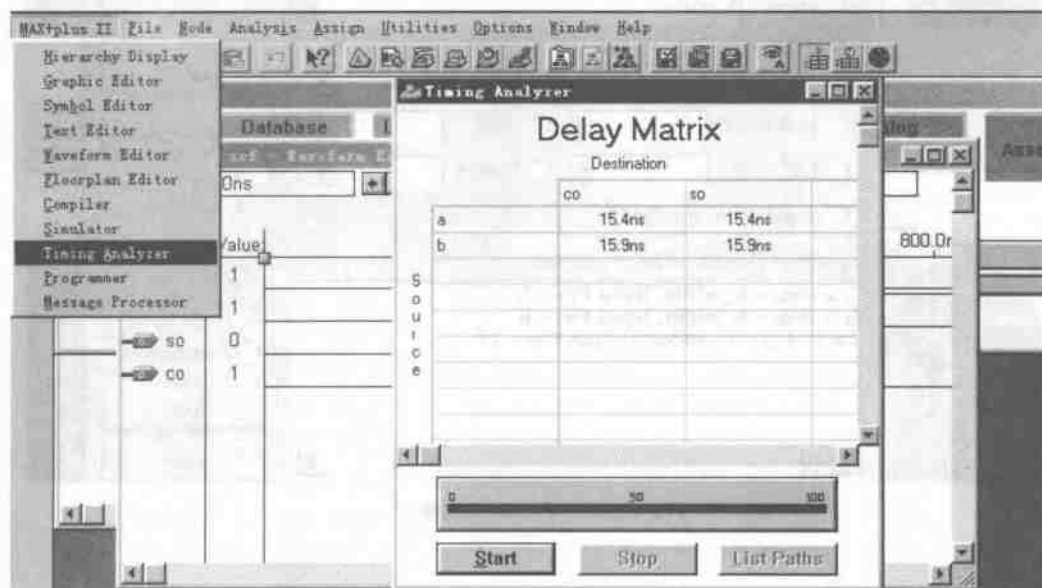 MAX+plus II File Node Analysis Assign Utilities Options Window Help
Hierarchy Display
Graphic Editor
Symbol Editor
Text Editor
Waveform Editor
Floorplan Editor
Compiler
Simulator
Timing Analyzer
Programmer
Message Processor
Database
0ns
Value
1
1
so 0
co 1
Timing Analyzer
Delay Matrix
Destination
co so
a 15.4ns 15.4ns
b 15.9ns 15.9ns
Source
0 50 100
Start Stop List Paths